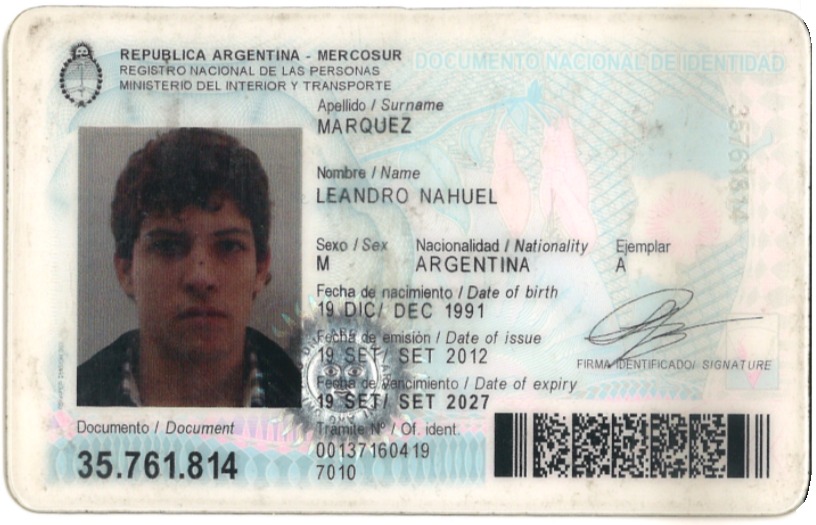 REPUBLICA ARGENTINA - MERCOSUR
REGISTRO NACIONAL DE LAS PERSONAS
MINISTERIO DEL INTERIOR Y TRANSPORTE
DOCUMENTO NACIONAL DE IDENTIDAD
Apellido / Surname
MARQUEZ
Nombre / Name
LEANDRO NAHUEL
Sexo / Sex Nacionalidad / Nationality Ejemplar
M ARGENTINA A
Fecha de nacimiento / Date of birth
19 DIC/ DEC 1991
Fecha de emisión / Date of issue
19 SET/ SET 2012
FIRMA IDENTIFICADO/ SIGNATURE
Fecha de vencimiento / Date of expiry
19 SET/ SET 2027
Documento / Document
35.761.814
Tramite Nº / Of. ident.
00137160419
7010
35761814